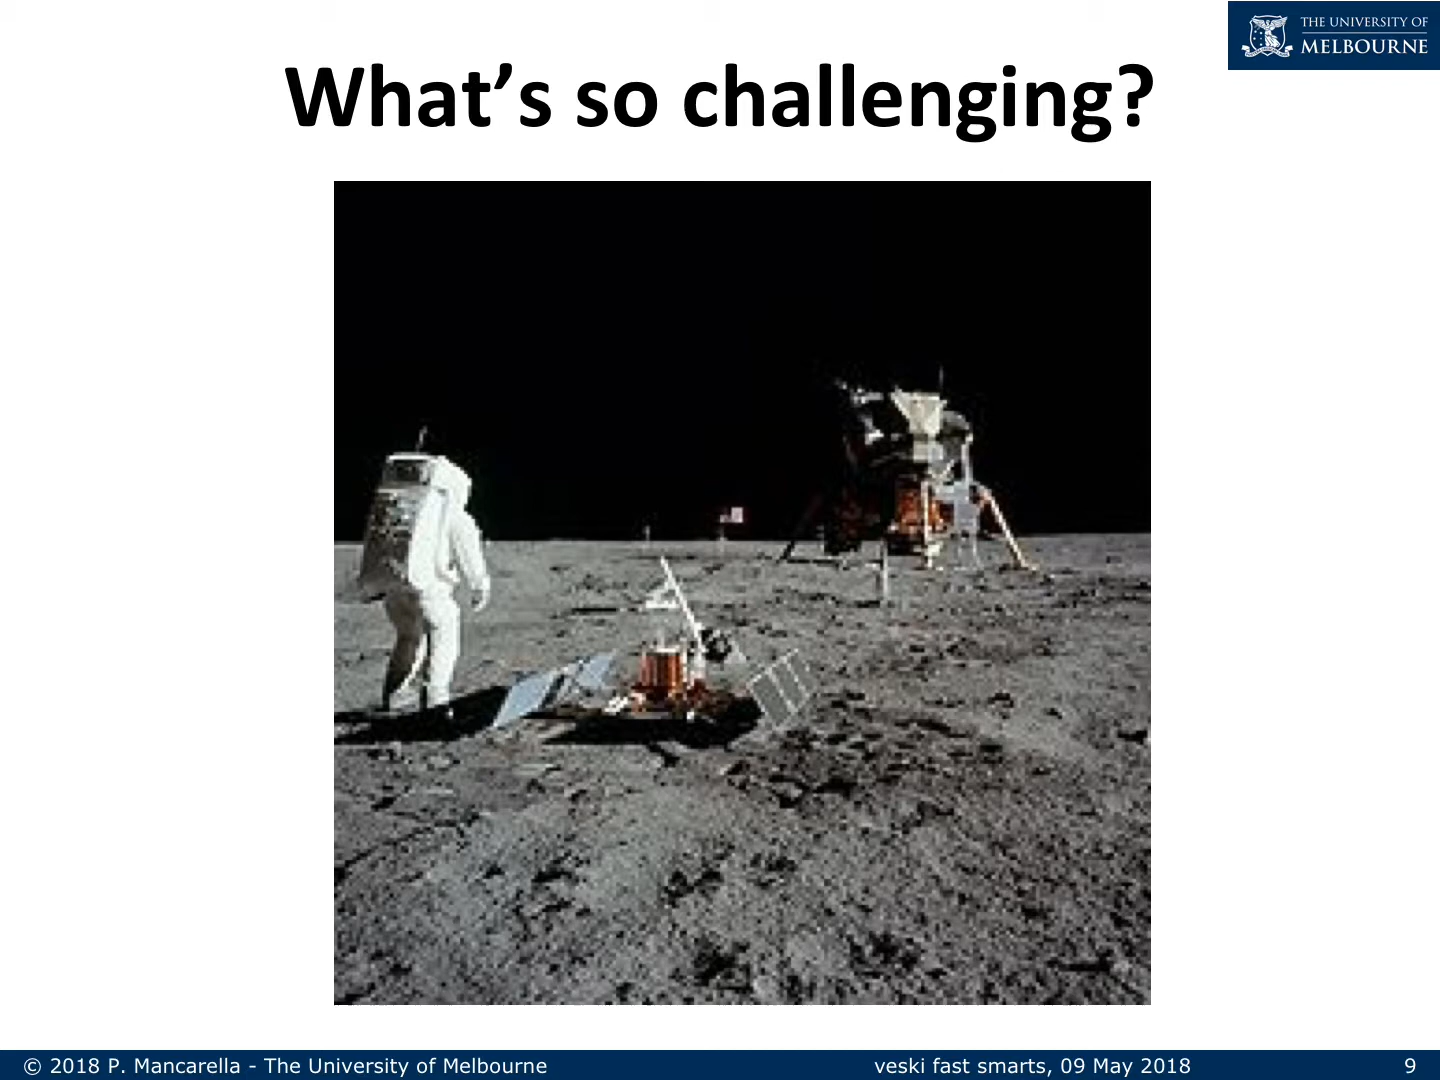 THE UNIVERSITY OF
MELBOURNE
What’s so challenging?
© 2018 P. Mancarella - The University of Melbourne veski fast smarts, 09 May 2018 9